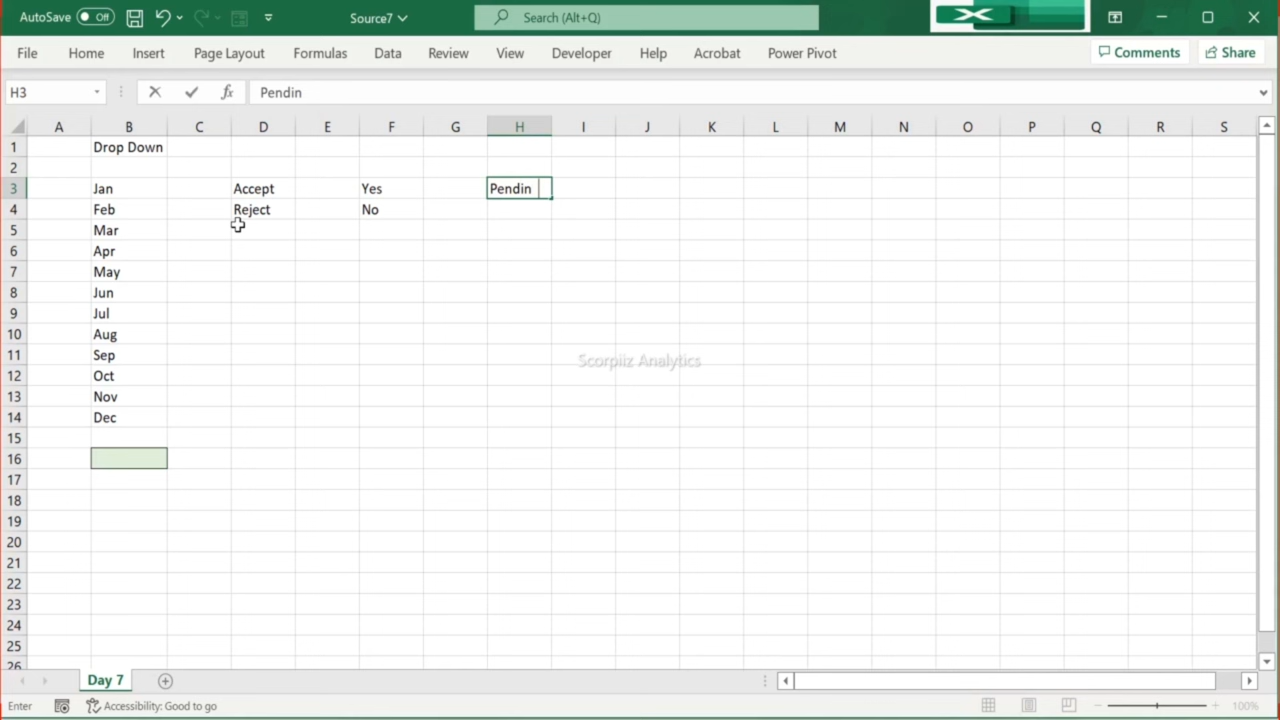 AutoSave Off Source7 Search (Alt+Q)
File Home Insert Page Layout Formulas Data Review View Developer Help Acrobat Power Pivot Comments Share
H3 fx Pendin
A B C D E F G H I J K L M N O P Q R S
1 Drop Down
2
3 Jan Accept Yes Pendin
4 Feb Reject No
5 Mar
6 Apr
7 May
8 Jun
9 Jul
10 Aug
11 Sep
Scorpiiz Analytics
12 Oct
13 Nov
14 Dec
15
16
17
18
19
20
21
22
23
24
25
26
Day 7
Enter Accessibility: Good to go 100%